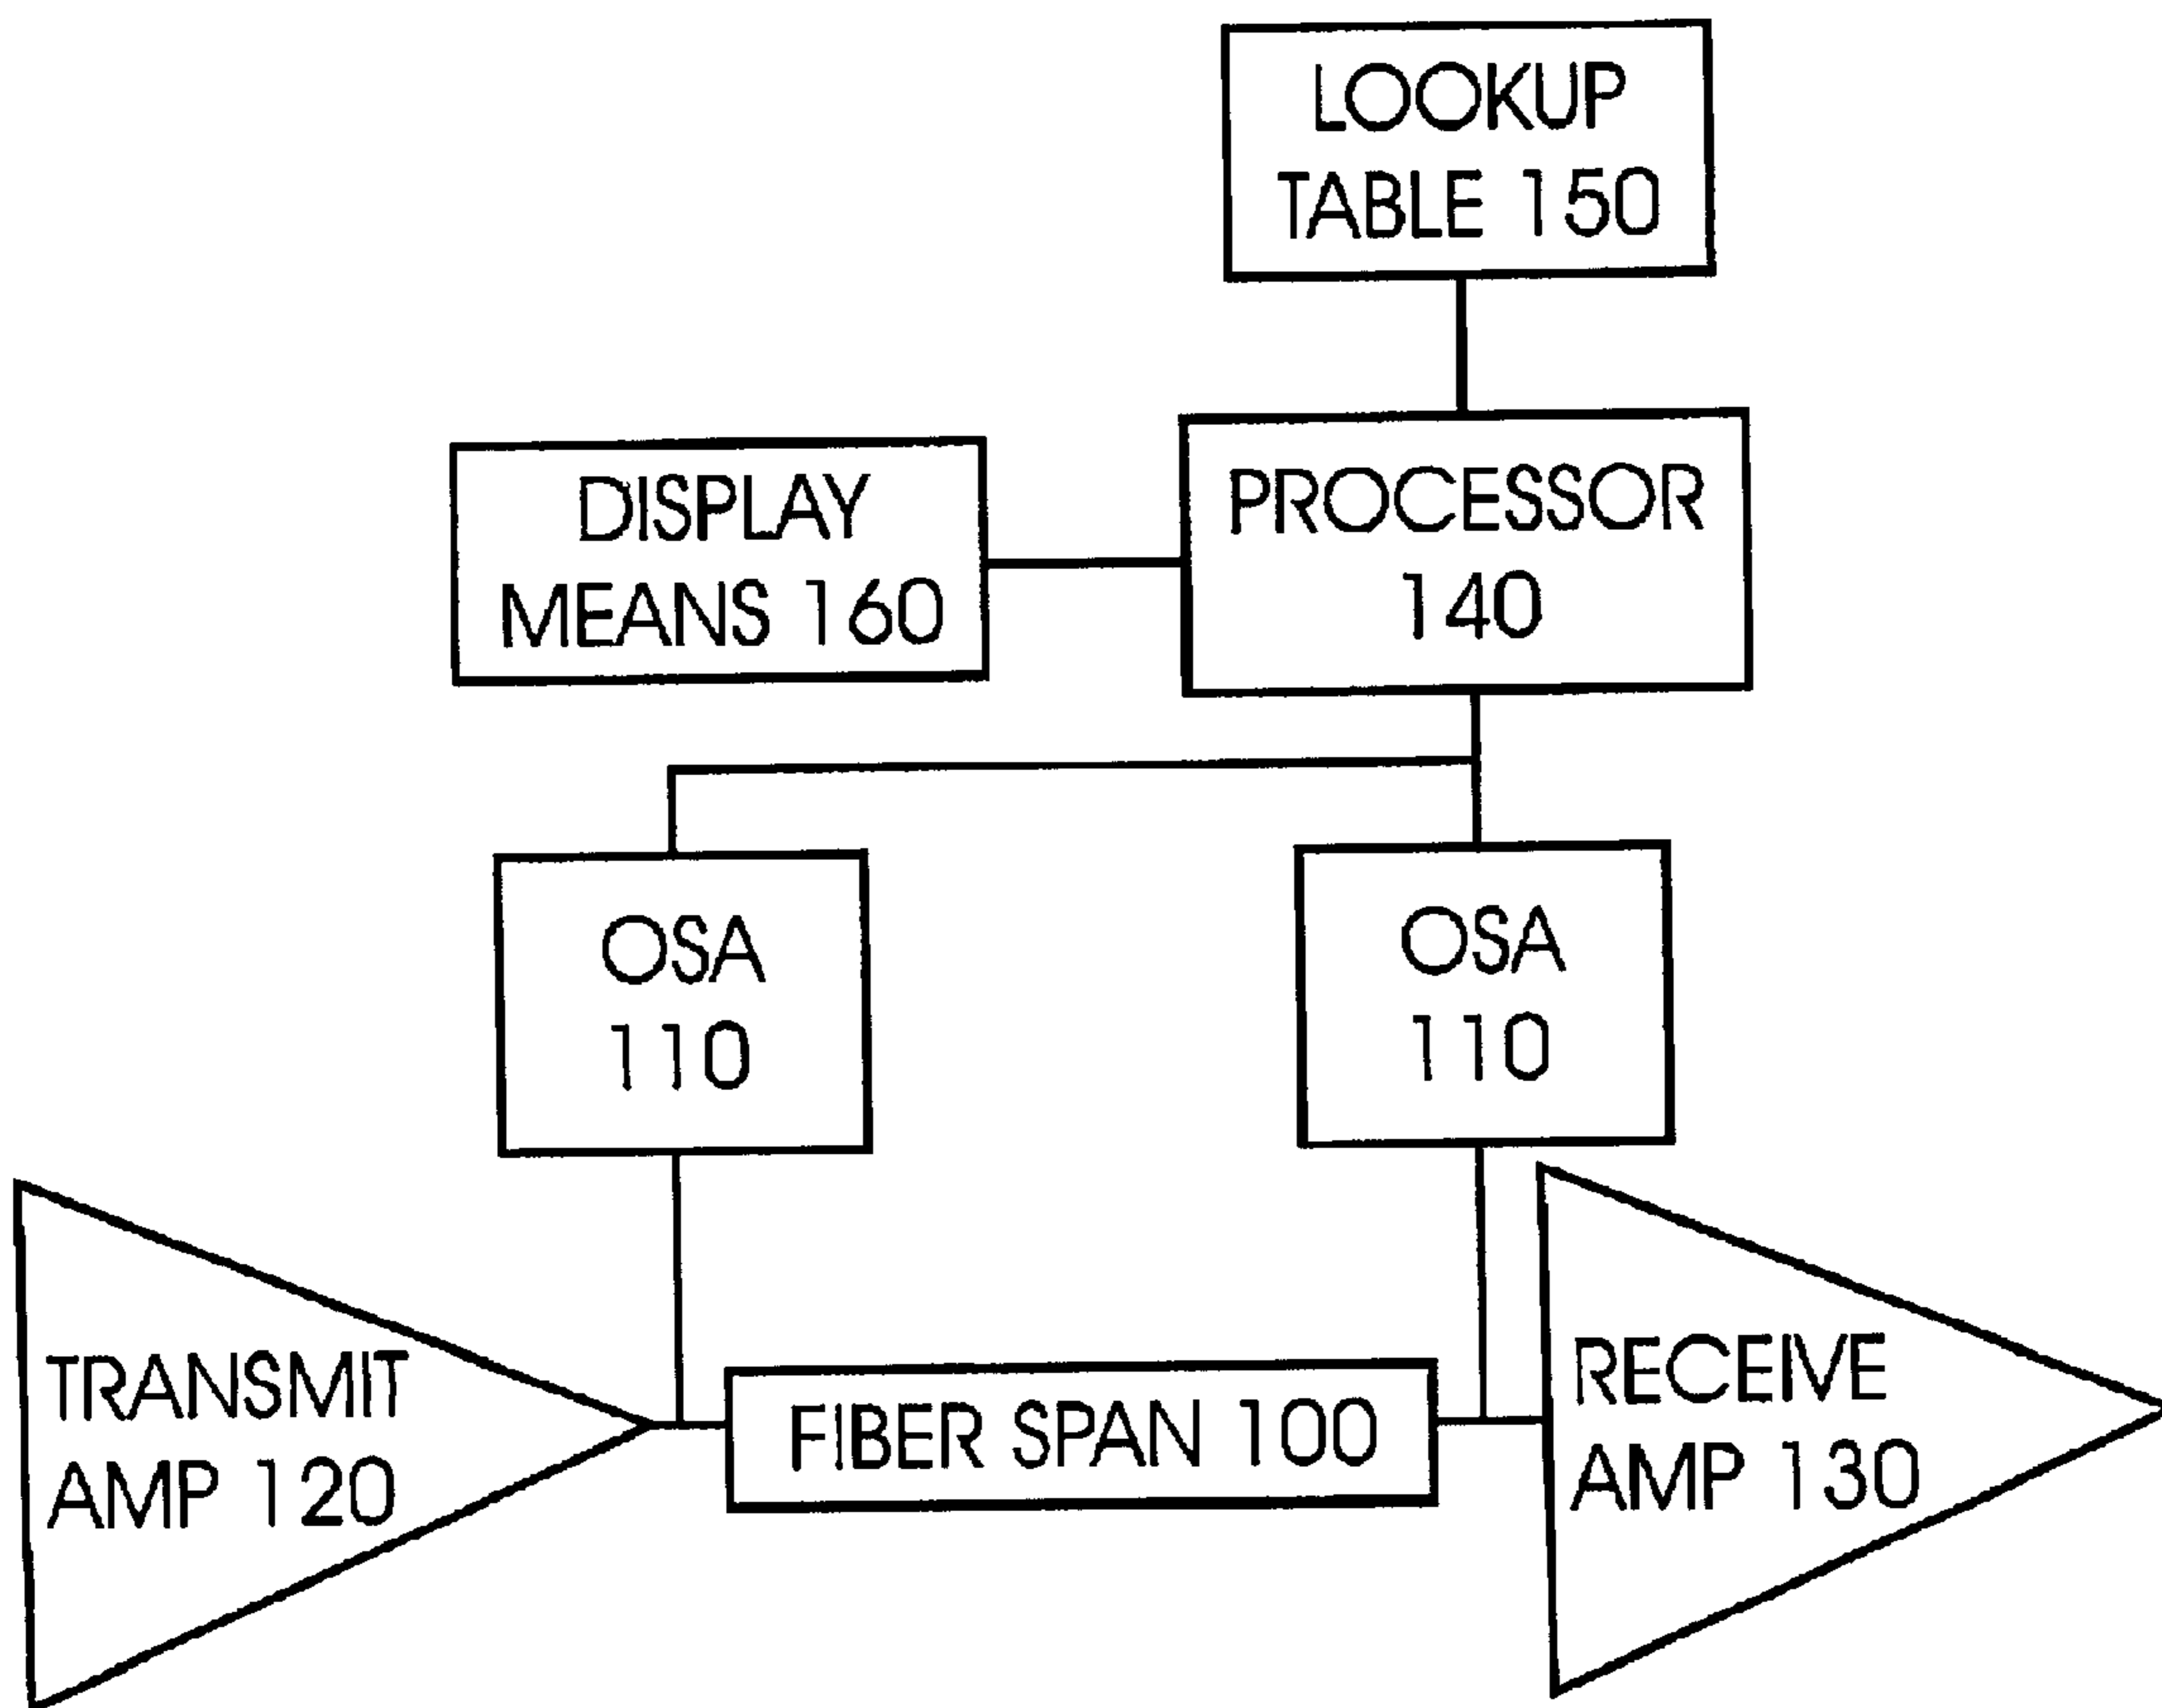 LOOKUP
TABLE 150
DISPLAY
MEANS 160
PROCESSOR
140
OSA
110
OSA
110
TRANSMIT
AMP 120
FIBER SPAN 100
RECEIVE
AMP 130